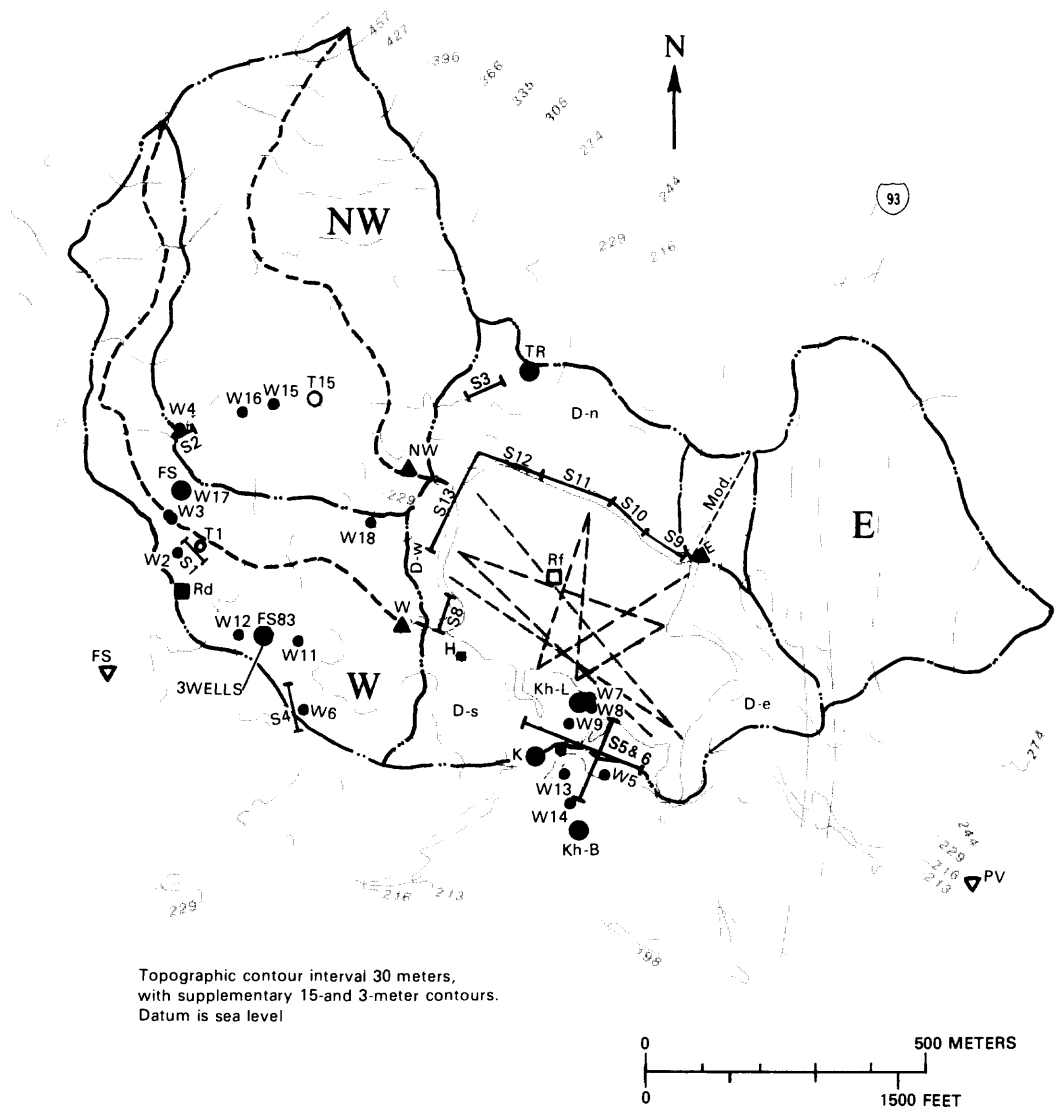 457
427
396
366
335
305
274
244
229
216
N
93
NW
TR
S3
D-n
W4
W16
W15
T15
S2
FS
W17
W3
T1
W2
S1
Rd
NW
229
W18
D-w
S13
S12
S11
S10
S9
Mod.
E
E
Rf
W12
FS83
W11
3WELLS
FS
W
W
S8
H
S4
W6
D-s
Kh-L
W7
W8
W9
D-e
K
S5 & 6
W13
W5
W14
Kh-B
274
244
229
216
213
PV
229
216
213
198
Topographic contour interval 30 meters,
with supplementary 15-and 3-meter contours.
Datum is sea level
0 500 METERS
0 1500 FEET